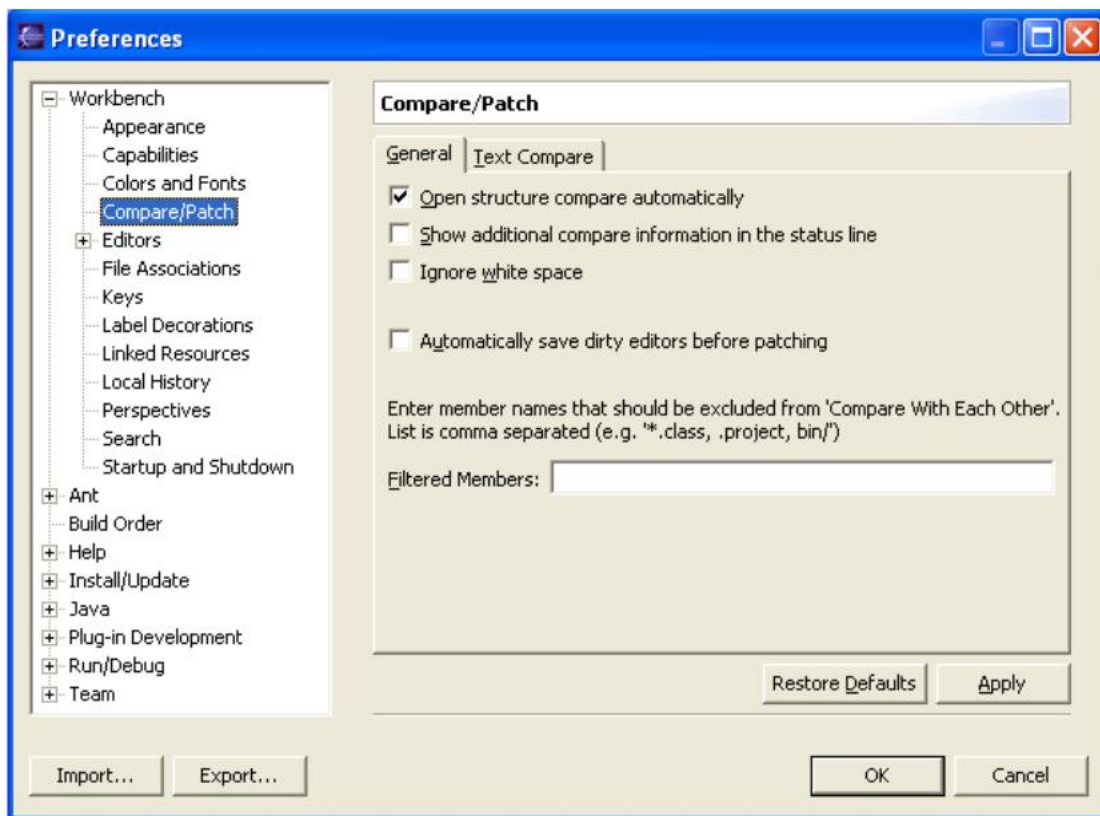 Preferences
Workbench
Appearance
Capabilities
Colors and Fonts
Compare/Patch
Editors
File Associations
Keys
Label Decorations
Linked Resources
Local History
Perspectives
Search
Startup and Shutdown
Ant
Build Order
Help
Install/Update
Java
Plug-in Development
Run/Debug
Team
Compare/Patch
General
Text Compare
Open structure compare automatically
Show additional compare information in the status line
Ignore white space
Automatically save dirty editors before patching
Enter member names that should be excluded from 'Compare With Each Other'.
List is comma separated (e.g. '*.class, .project, bin/')
Filtered Members:
Restore Defaults
Apply
Import...
Export...
OK
Cancel